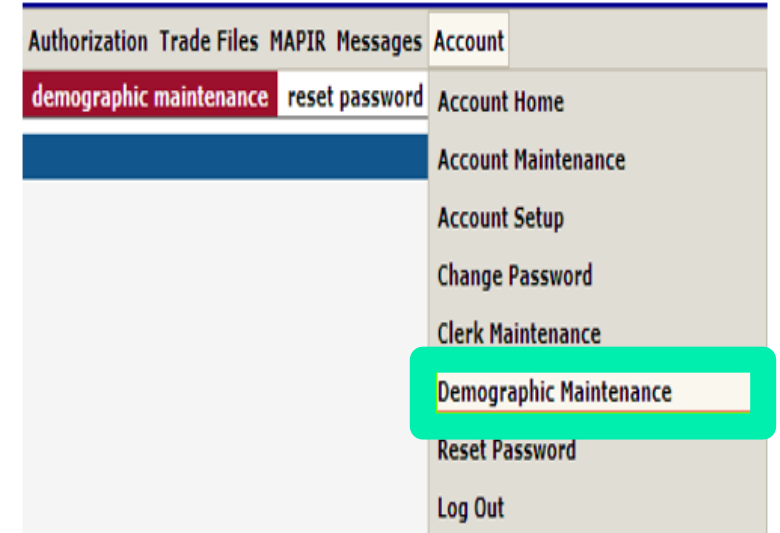 Authorization Trade Files MAPIR Messages Account
demographic maintenance reset password
Account Home
Account Maintenance
Account Setup
Change Password
Clerk Maintenance
Demographic Maintenance
Reset Password
Log Out